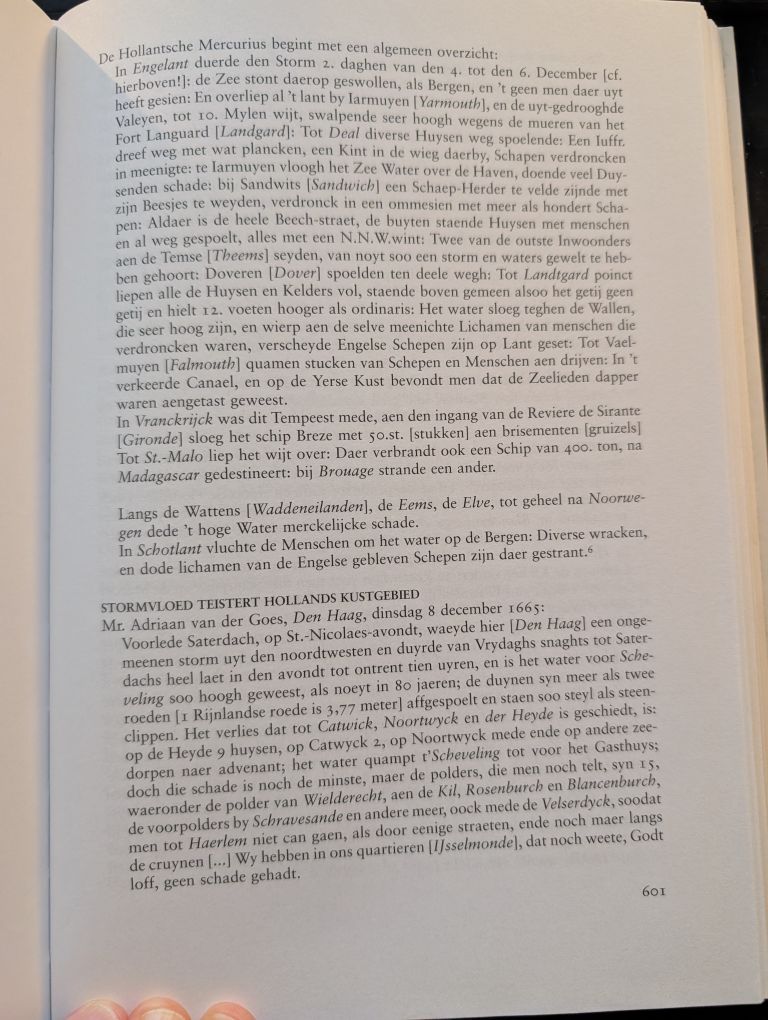 De Hollantsche Mercurius begint met een algemeen overzicht:
In Engelant duerde den Storm 2. daghen van den 4. tot den 6. December [cf.
hierboven!]: de Zee stont daerop geswollen, als Bergen, en 't geen men daer uyt
heeft gesien: En overliep al 't lant by Iarmuyen [Yarmouth], en de uyt-gedrooghde
Valeyen, tot 10. Mylen wijt, swalpende seer hoogh wegens de mueren van het
Fort Languard [Landgard]: Tot Deal diverse Huysen weg spoelende: Een Iuffr.
dreef weg met wat plancken, een Kint in de wieg daerby, Schapen verdroncken
in meenigte: te Iarmuyen vloogh het Zee Water over de Haven, doende veel Duy-
senden schade: bij Sandwits [Sandwich] een Schaep-Herder te velde zijnde met
zijn Beesjes te weyden, verdronck in een ommesien met meer als hondert Scha-
pen: Aldaer is de heele Beech-straet, de buyten staende Huysen met menschen
en al weg gespoelt, alles met een N.N.W.wint: Twee van de outste Inwoonders
aen de Temse [Theems] seyden, van noyt soo een storm en waters gewelt te heb-
ben gehoort: Doveren [Dover] spoelden ten deele wegh: Tot Landtgard poinct
liepen alle de Huysen en Kelders vol, staende boven gemeen alsoo het getij geen
getij en hielt 12. voeten hooger als ordinaris: Het water sloeg teghen de Wallen,
die seer hoog zijn, en wierp aen de selve meenichte Lichamen van menschen die
verdroncken waren, verscheyde Engelse Schepen zijn op Lant geset: Tot Vael-
muyen [Falmouth] quamen stucken van Schepen en Menschen aen drijven: In 't
verkeerde Canael, en op de Yerse Kust bevondt men dat de Zeelieden dapper
waren aengetast geweest.
In Vranckrijck was dit Tempeest mede, aen den ingang van de Reviere de Sirante
[Gironde] sloeg het schip Breze met 50.st. [stukken] aen brisementen [gruizels]
Tot St.-Malo liep het wijt over: Daer verbrandt ook een Schip van 400. ton, na
Madagascar gedestineert: bij Brouage strande een ander.
Langs de Wattens [Waddeneilanden], de Eems, de Elve, tot geheel na Noorwe-
gen dede 't hoge Water merckelijcke schade.
In Schotlant vluchte de Menschen om het water op de Bergen: Diverse wracken,
en dode lichamen van de Engelse gebleven Schepen zijn daer gestrant.⁶
STORMVLOED TEISTERT HOLLANDS KUSTGEBIED
Mr. Adriaan van der Goes, Den Haag, dinsdag 8 december 1665:
Voorlede Saterdach, op St.-Nicolaes-avondt, waeyde hier [Den Haag] een onge-
meenen storm uyt den noordtwesten en duyrde van Vrydaghs snaghts tot Sater-
dachs heel laet in den avondt tot ontrent tien uyren, en is het water voor Sche-
veling soo hoogh geweest, als noeyt in 80 jaeren; de duynen syn meer als twee
roeden [1 Rijnlandse roede is 3,77 meter] affgespoelt en staen soo steyl als steen-
clippen. Het verlies dat tot Catwick, Noortwyck en der Heyde is geschiedt, is:
op de Heyde 9 huysen, op Catwyck 2, op Noortwyck mede ende op andere zee-
dorpen naer advenant; het water quampt t'Scheveling tot voor het Gasthuys;
doch die schade is noch de minste, maer de polders, die men noch telt, syn 15,
waeronder de polder van Wielderecht, aen de Kil, Rosenburch en Blancenburch,
de voorpolders by Schravesande en andere meer, oock mede de Velserdyck, soodat
men tot Haerlem niet can gaen, als door eenige straeten, ende noch maer langs
de cruynen [...] Wy hebben in ons quartieren [IJsselmonde], dat noch weete, Godt
loff, geen schade gehadt.
601